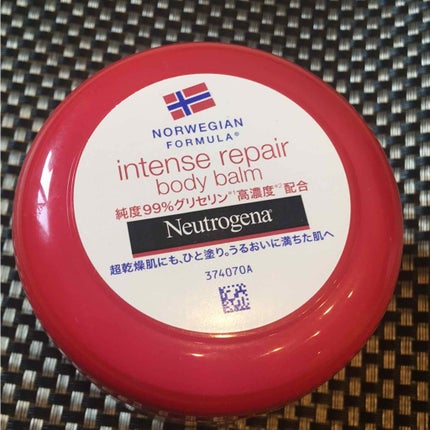 NORWEGIAN
FORMULA®
intense repair
body balm
純度99%グリセリン*1高濃度*2配合
Neutrogena®
超乾燥肌にも、ひと塗り。うるおいに満ちた肌へ
374070A